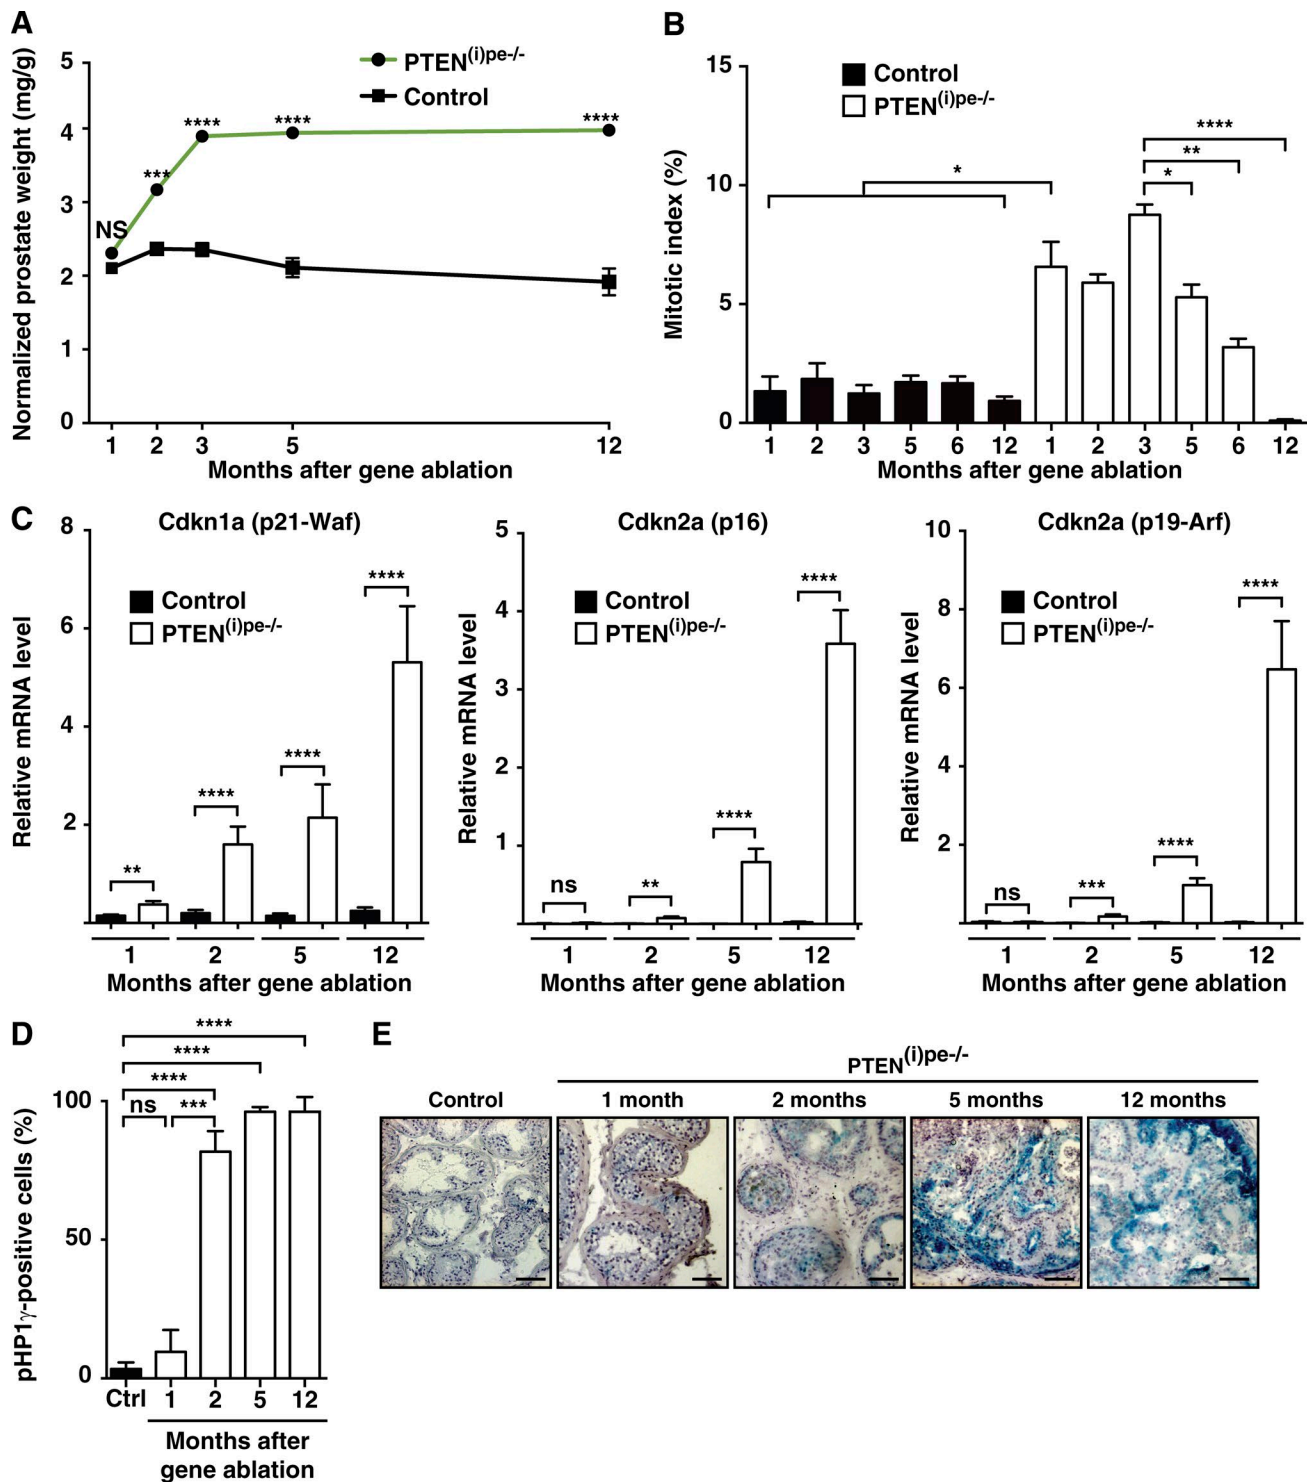 A
Normalized prostate weight (mg/g)
5
4
3
2
1
0
PTEN(i)pe-/-
Control
NS
***
****
****
****
1 2 3 5 12
Months after gene ablation
B
Mitotic index (%)
15
10
5
0
Control
PTEN(i)pe-/-
*
****
**
*
1 2 3 5 6 12 1 2 3 5 6 12
Months after gene ablation
C
Cdkn1a (p21-Waf)
Relative mRNA level
8
6
4
2
Control
PTEN(i)pe-/-
**
****
****
****
1 2 5 12
Months after gene ablation
Cdkn2a (p16)
Relative mRNA level
5
4
3
2
1
Control
PTEN(i)pe-/-
ns
**
****
****
1 2 5 12
Months after gene ablation
Cdkn2a (p19-Arf)
Relative mRNA level
10
8
6
4
2
Control
PTEN(i)pe-/-
ns
***
****
****
1 2 5 12
Months after gene ablation
D
pHP1γ-positive cells (%)
100
50
0
****
****
****
ns
***
Ctrl 1 2 5 12
Months after
gene ablation
E
PTEN(i)pe-/-
Control 1 month 2 months 5 months 12 months